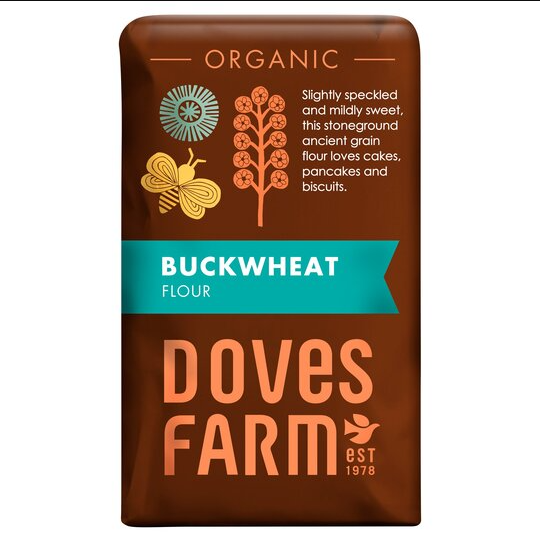 ORGANIC
Slightly speckled
and mildly sweet,
this stoneground
ancient grain
flour loves cakes,
pancakes and
biscuits.
BUCKWHEAT
FLOUR
DOVES
FARM
EST
1978